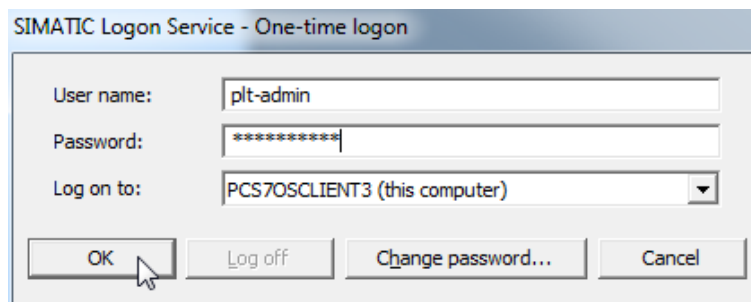 SIMATIC Logon Service - One-time logon
User name: plt-admin
Password: **********
Log on to: PCS7OSCLIENT3 (this computer)
OK Log off Change password... Cancel